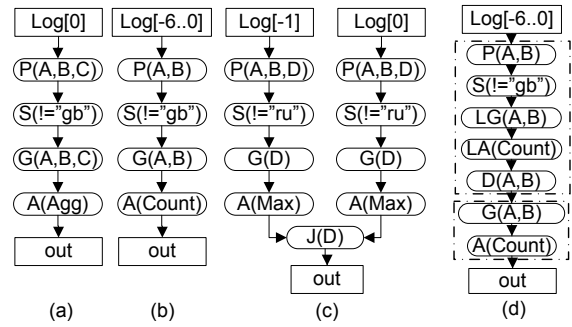 Log[0]
P(A,B,C)
S(!="gb")
G(A,B,C)
A(Agg)
out
(a)
Log[-6..0]
P(A,B)
S(!="gb")
G(A,B)
A(Count)
out
(b)
Log[-1]
P(A,B,D)
S(!="ru")
G(D)
A(Max)
Log[0]
P(A,B,D)
S(!="ru")
G(D)
A(Max)
J(D)
out
(c)
Log[-6..0]
P(A,B)
S(!="gb")
LG(A,B)
LA(Count)
D(A,B)
G(A,B)
A(Count)
out
(d)